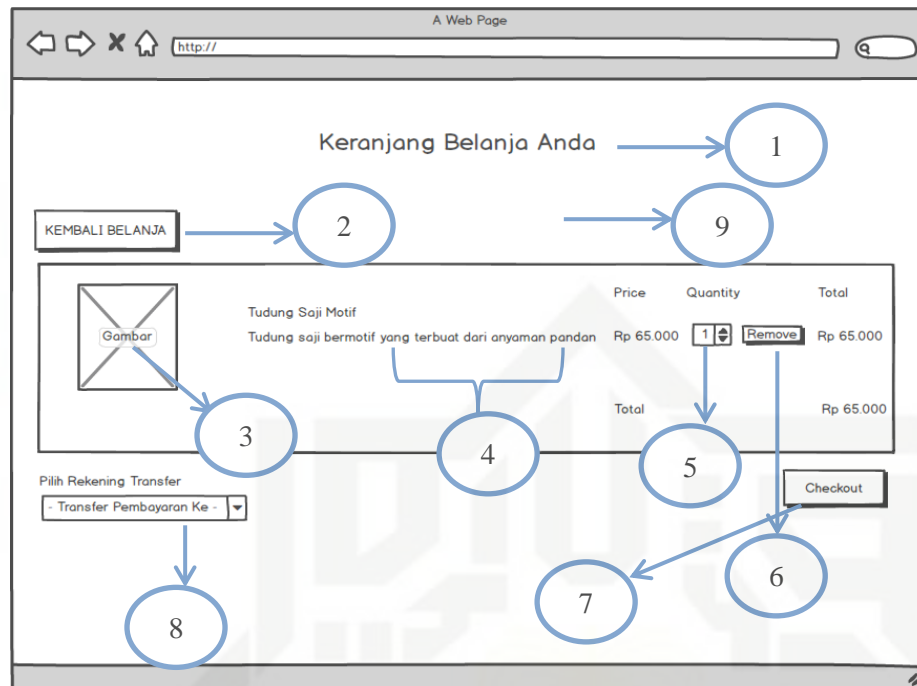 A Web Page
http://
Keranjang Belanja Anda
1
KEMBALI BELANJA
2
9
Price Quantity Total
Tudung Saji Motif
Gambar
Tudung saji bermotif yang terbuat dari anyaman pandan Rp 65.000 1 Remove Rp 65.000
Total Rp 65.000
3
4
5
Pilih Rekening Transfer
- Transfer Pembayaran Ke -
Checkout
6
7
8